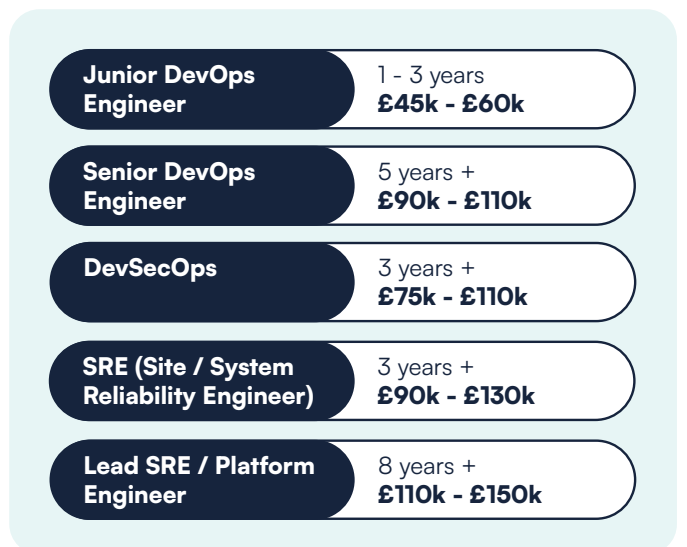 Junior DevOps
Engineer
1 - 3 years
£45k - £60k
Senior DevOps
Engineer
5 years +
£90k - £110k
DevSecOps
3 years +
£75k - £110k
SRE (Site / System
Reliability Engineer)
3 years +
£90k - £130k
Lead SRE / Platform
Engineer
8 years +
£110k - £150k